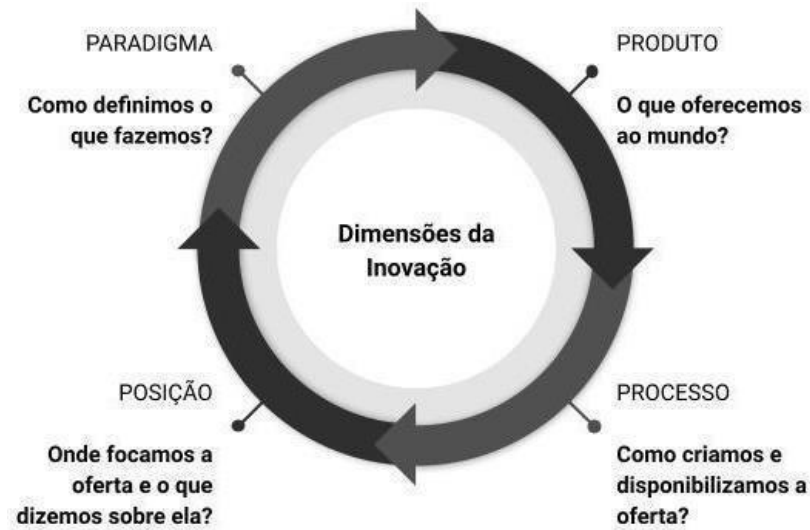 PARADIGMA
Como definimos o
que fazemos?
PRODUTO
O que oferecemos
ao mundo?
Dimensões da
Inovação
POSIÇÃO
Onde focamos a
oferta e o que
dizemos sobre ela?
PROCESSO
Como criamos e
disponibilizamos a
oferta?